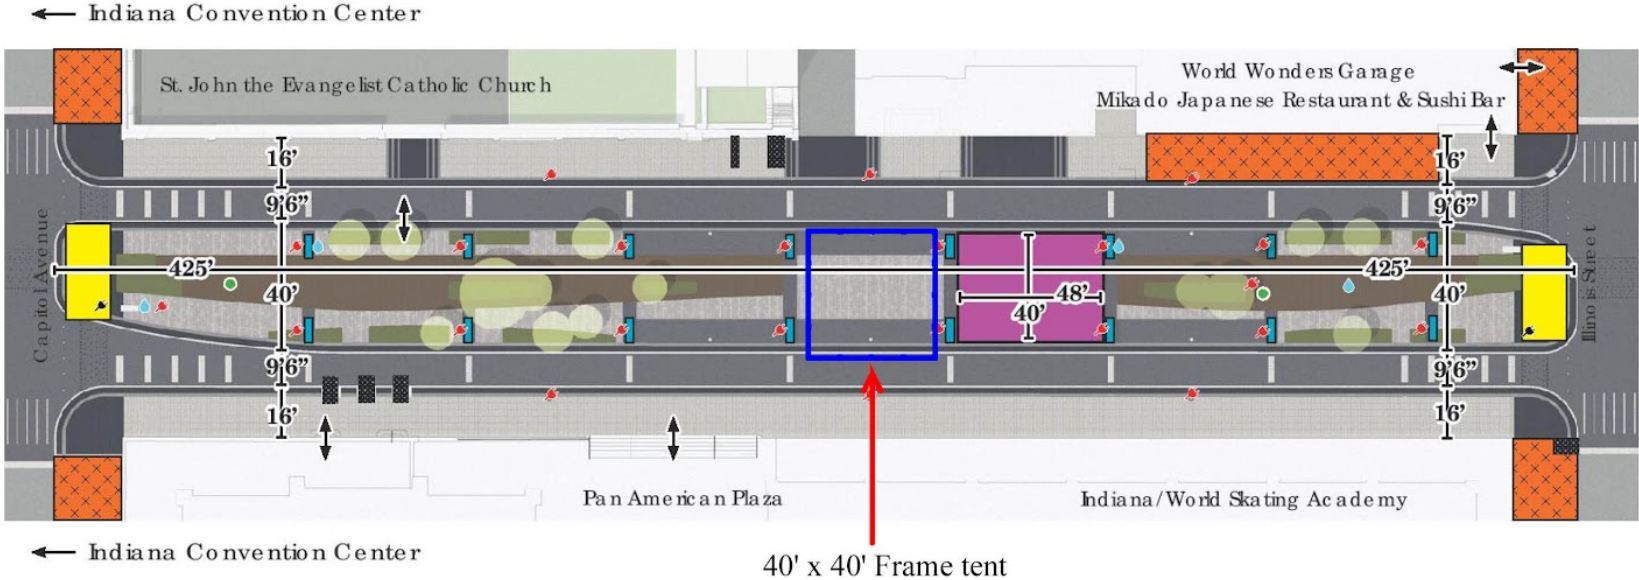 Indiana Convention Center
St. John the Evangelist Catholic Church
World Wonders Garage
Mikado Japanese Restaurant & Sushi Bar
16'
16'
9'6"
9'6"
Capitol Avenue
Illinois Street
425'
425'
40'
48'
40'
40'
9'6"
9'6"
16'
16'
Pan American Plaza
Indiana/World Skating Academy
Indiana Convention Center
40' x 40' Frame tent